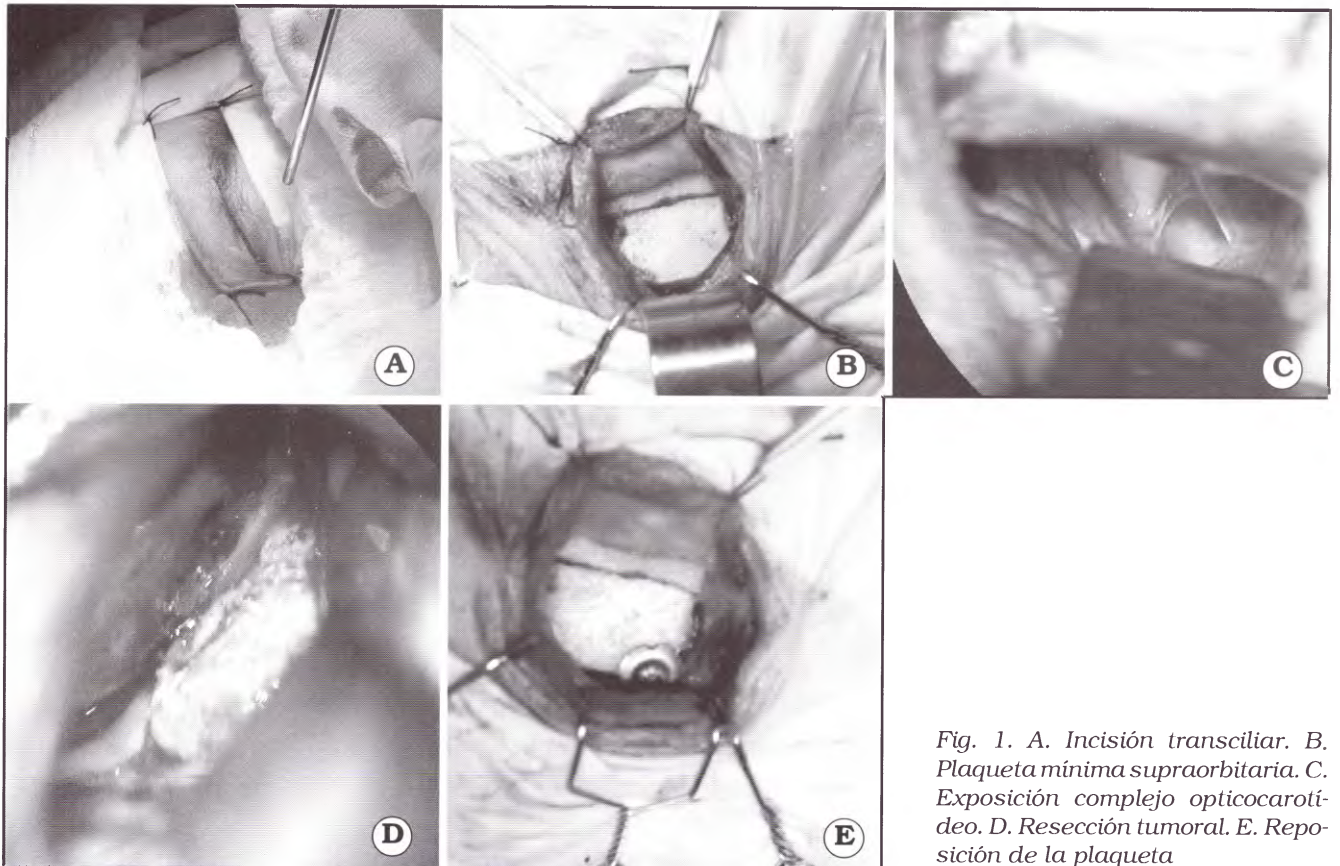 A
B
C
D
E
Fig. 1. A. Incisión transciliar. B.
Plaqueta mínima supraorbitaria. C.
Exposición complejo opticocarotí-
deo. D. Resección tumoral. E. Repo-
sición de la plaqueta